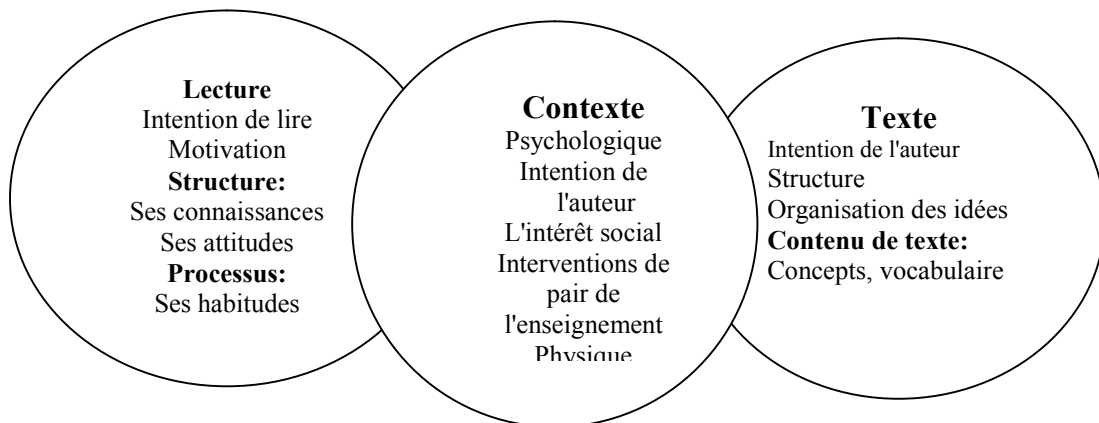 Lecture
Intention de lire
Motivation
Structure:
Ses connaissances
Ses attitudes
Processus:
Ses habitudes
Contexte
Psychologique
Intention de
l'auteur
L'intérêt social
Interventions de
pair de
l'enseignement
Physique
Texte
Intention de l'auteur
Structure
Organisation des idées
Contenu de texte:
Concepts, vocabulaire